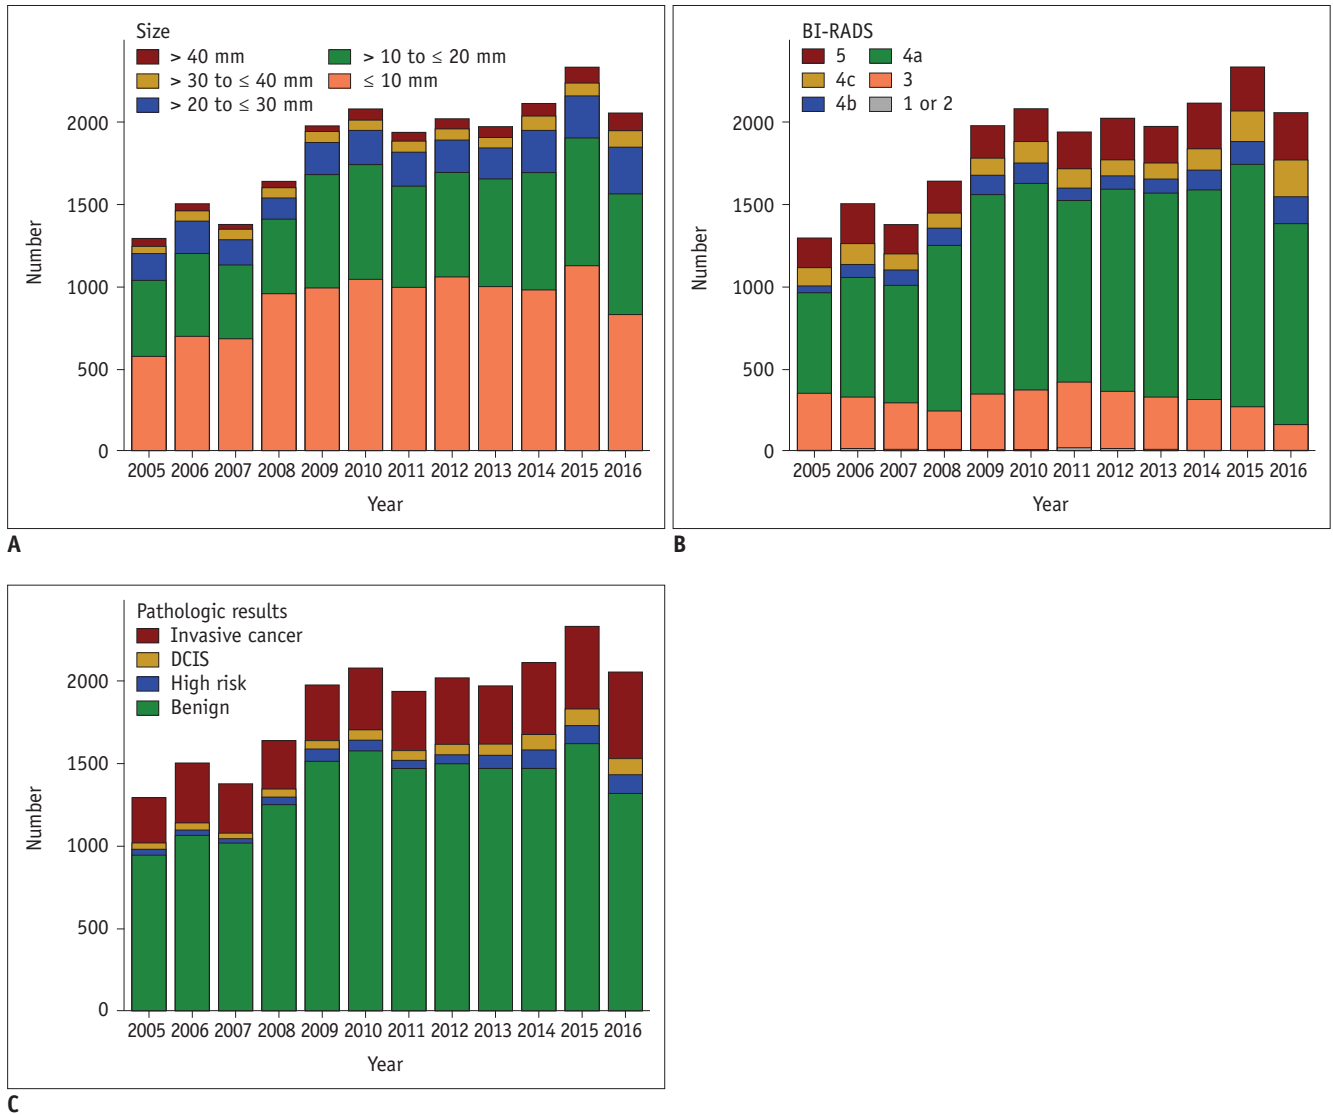 Size
> 40 mm
> 10 to ≤ 20 mm
> 30 to ≤ 40 mm
≤ 10 mm
> 20 to ≤ 30 mm
Number
2000
1500
1000
500
0
2005 2006 2007 2008 2009 2010 2011 2012 2013 2014 2015 2016
Year
A
BI-RADS
5
4a
4c
3
4b
1 or 2
Number
2000
1500
1000
500
0
2005 2006 2007 2008 2009 2010 2011 2012 2013 2014 2015 2016
Year
B
Pathologic results
Invasive cancer
DCIS
High risk
Benign
Number
2000
1500
1000
500
0
2005 2006 2007 2008 2009 2010 2011 2012 2013 2014 2015 2016
Year
C